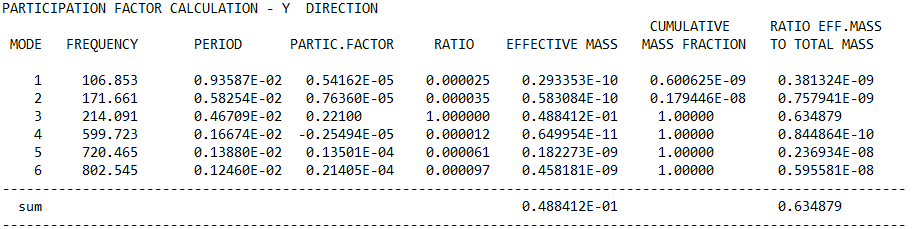 PARTICIPATION FACTOR CALCULATION - Y  DIRECTION
CUMULATIVE RATIO EFF.MASS
MODE FREQUENCY PERIOD PARTIC.FACTOR RATIO EFFECTIVE MASS MASS FRACTION TO TOTAL MASS
1 106.853 0.93587E-02 0.54162E-05 0.000025 0.293353E-10 0.600625E-09 0.381324E-09
2 171.661 0.58254E-02 0.76360E-05 0.000035 0.583084E-10 0.179446E-08 0.757941E-09
3 214.091 0.46709E-02 0.22100 1.000000 0.488412E-01 1.00000 0.634879
4 599.723 0.16674E-02 -0.25494E-05 0.000012 0.649954E-11 1.00000 0.844864E-10
5 720.465 0.13880E-02 0.13501E-04 0.000061 0.182273E-09 1.00000 0.236934E-08
6 802.545 0.12460E-02 0.21405E-04 0.000097 0.458181E-09 1.00000 0.595581E-08
sum 0.488412E-01 0.634879